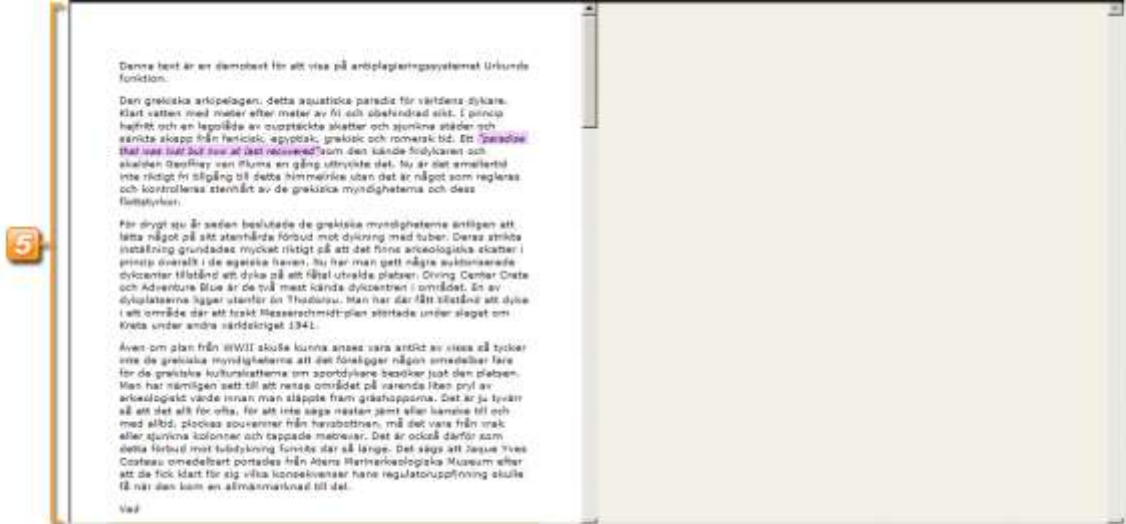 Denna text är en demotext för att visa på antiplagieringssystemet Urkunds
funktion.
Den grekiska arkipelagen, detta aquatiska paradis för världens dykare.
Klart vatten med meter efter meter av fri och obehindrad sikt. I princip
hajfritt och en legolåda av oupptäckta skatter och sjunkna städer och
sänkta skepp från fenicisk, egyptisk, grekisk och romersk tid. Ett "paradise
that was lost but now at last recovered" som den kände fridykaren och
skalden Geoffrey van Plums en gång uttryckte det. Nu är det emellertid
inte riktigt fri tillgång till detta himmelrike utan det är något som regleras
och kontrolleras stenhårt av de grekiska myndigheterna och dess
flottstyrkor.
För drygt sju år sedan beslutade de grekiska myndigheterna äntligen att
lätta något på sitt stenhårda förbud mot dykning med tuber. Deras strikta
inställning grundades mycket riktigt på att det finns arkeologiska skatter i
princip överallt i de egeiska haven. Nu har man gett några auktoriserade
dykcenter tillstånd att dyka på ett fåtal utvalda platser. Diving Center Crete
och Adventure Blue är de två mest kända dykcentren i området. En av
dykplatserna ligger utanför ön Thodorou. Man har där fått tillstånd att dyka
i ett område där ett tyskt Messerschmidt-plan störtade under slaget om
Kreta under andra världskriget 1941.
Även om plan från WWII skulle kunna anses vara antikt av vissa så tycker
inte de grekiska myndigheterna att det föreligger någon omedelbar fara
för de grekiska kulturskatterna om sportdykare besöker just den platsen.
Man har nämligen sett till att rensa området på varenda liten pryl av
arkeologiskt värde innan man släppte fram gräshopporna. Det är ju tyvärr
så att det allt för ofta, för att inte säga nästan jämt eller kanske till och
med alltid, plockas souvenirer från havsbottnen, må det vara från vrak
eller sjunkna kolonner och tappade metrevar. Det är också därför som
detta förbud mot tubdykning funnits där så länge. Det sägs att Jaque Yves
Costeau omedelbart portades från Atens Marinarkeologiska Museum efter
att de fick klart för sig vilka konsekvenser hans regulatoruppfinning skulle
få när den kom en allmänmarknad till del.
Vad
5